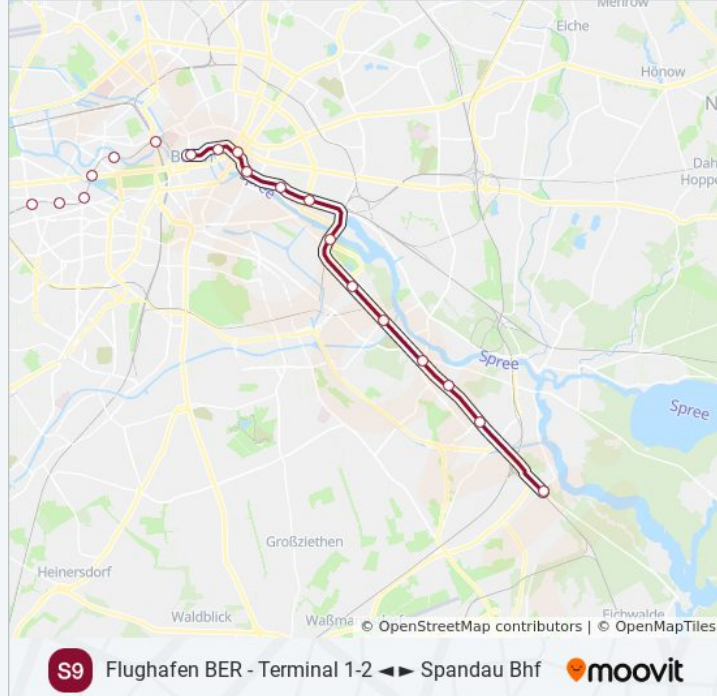 Mehrow
Eiche
Hönow
N
Dah
Hoppe
B
Spree
Spree
Spree
Großziethen
Heinersdorf
Eichwalde
Waldblick
Waßma
© OpenStreetMap contributors | © OpenMapTiles
S9 Flughafen BER - Terminal 1-2 ◄► Spandau Bhf moovit